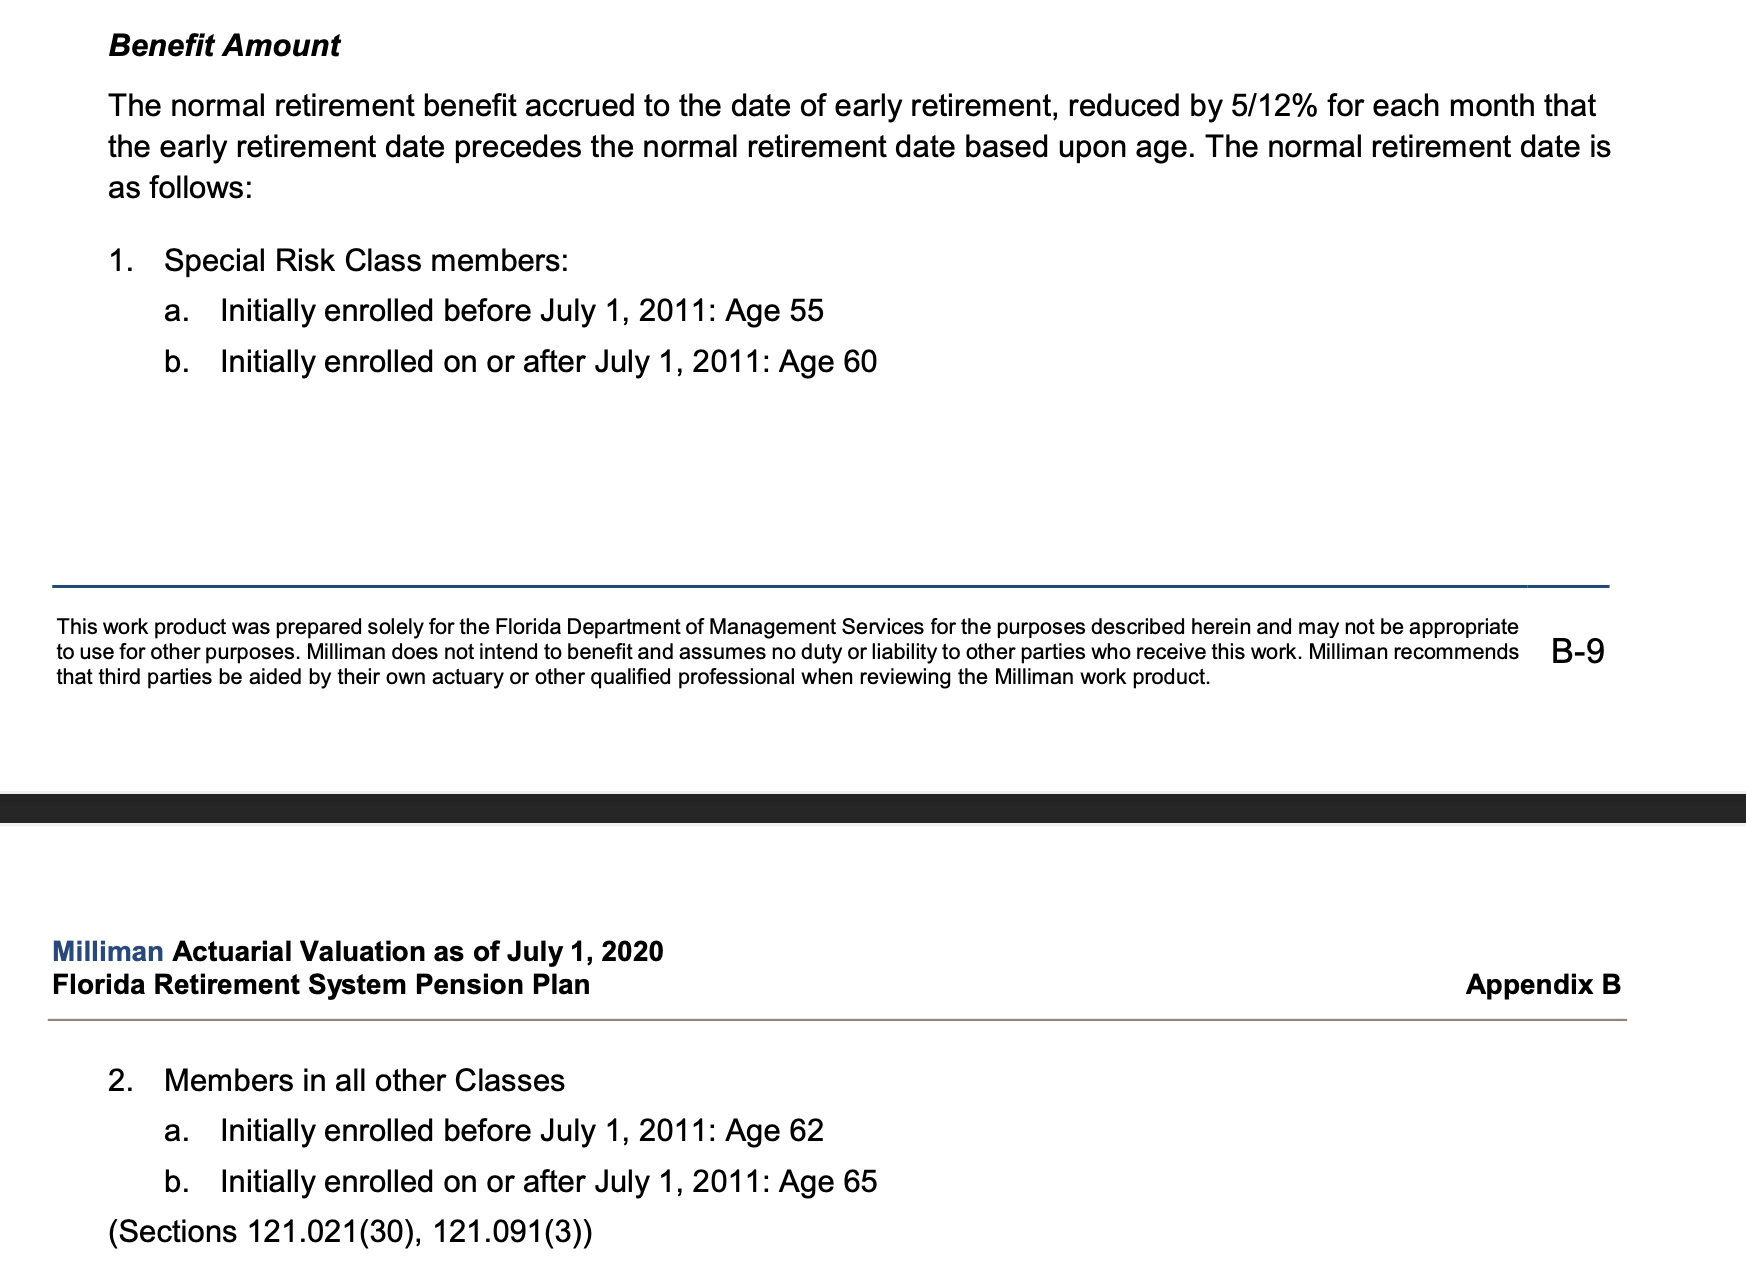 Benefit Amount
The normal retirement benefit accrued to the date of early retirement, reduced by 5/12% for each month that
the early retirement date precedes the normal retirement date based upon age. The normal retirement date is
as follows:
1. Special Risk Class members:
a. Initially enrolled before July 1, 2011: Age 55
b. Initially enrolled on or after July 1, 2011: Age 60
This work product was prepared solely for the Florida Department of Management Services for the purposes described herein and may not be appropriate
to use for other purposes. Milliman does not intend to benefit and assumes no duty or liability to other parties who receive this work. Milliman recommends
that third parties be aided by their own actuary or other qualified professional when reviewing the Milliman work product.
B-9
Milliman Actuarial Valuation as of July 1, 2020
Florida Retirement System Pension Plan
Appendix B
2. Members in all other Classes
a. Initially enrolled before July 1, 2011: Age 62
b. Initially enrolled on or after July 1, 2011: Age 65
(Sections 121.021(30), 121.091(3))